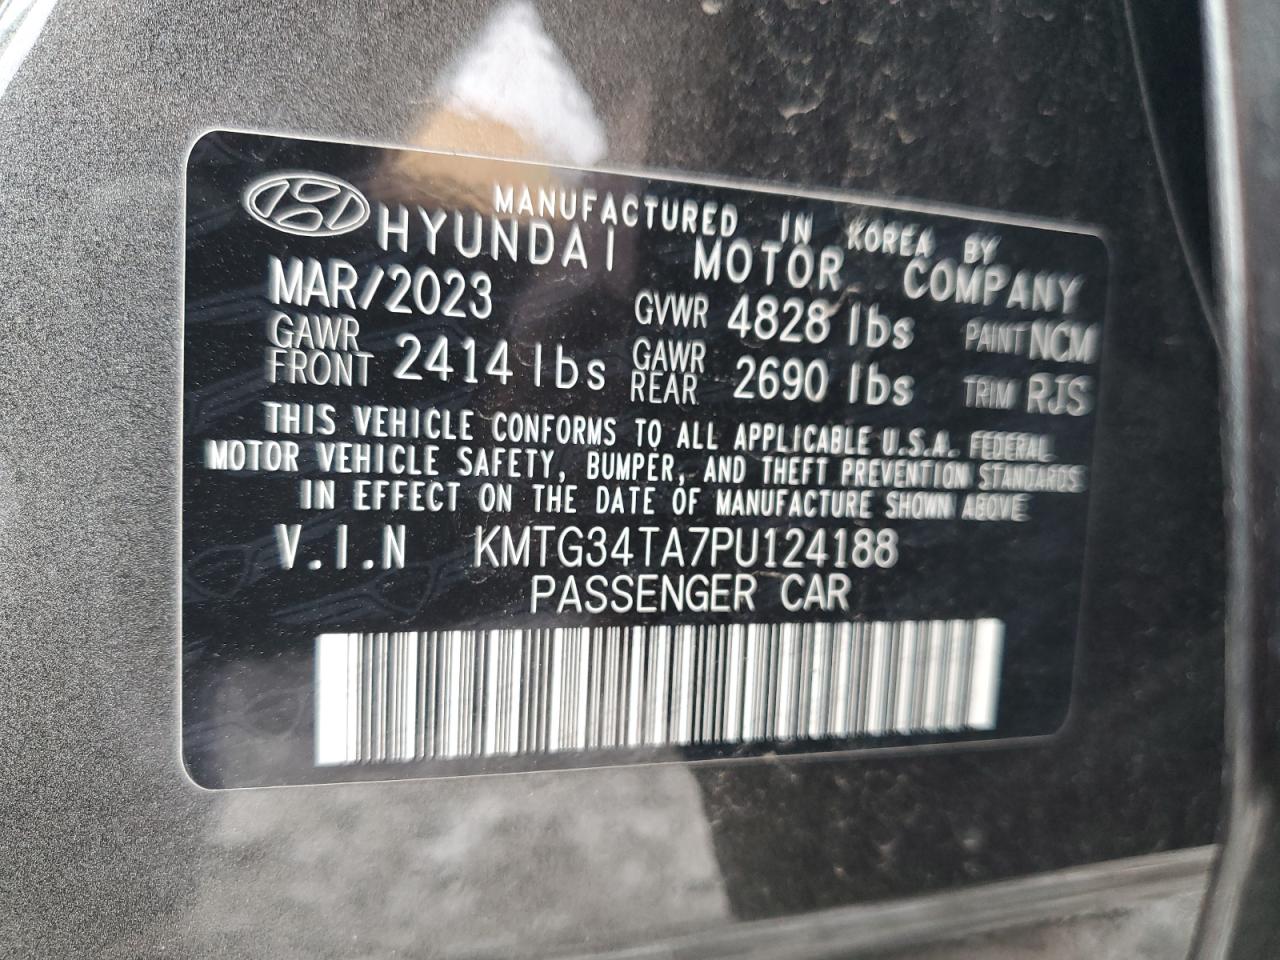 MANUFACTURED IN KOREA BY
HYUNDAI MOTOR COMPANY
MAR/2023 GVWR 4828 lbs PAINT NCM
GAWR FRONT 2414 lbs GAWR REAR 2690 lbs TRIM RJS
THIS VEHICLE CONFORMS TO ALL APPLICABLE U.S.A. FEDERAL
MOTOR VEHICLE SAFETY, BUMPER, AND THEFT PREVENTION STANDARDS
IN EFFECT ON THE DATE OF MANUFACTURE SHOWN ABOVE
V.I.N KMTG34TA7PU124188
PASSENGER CAR